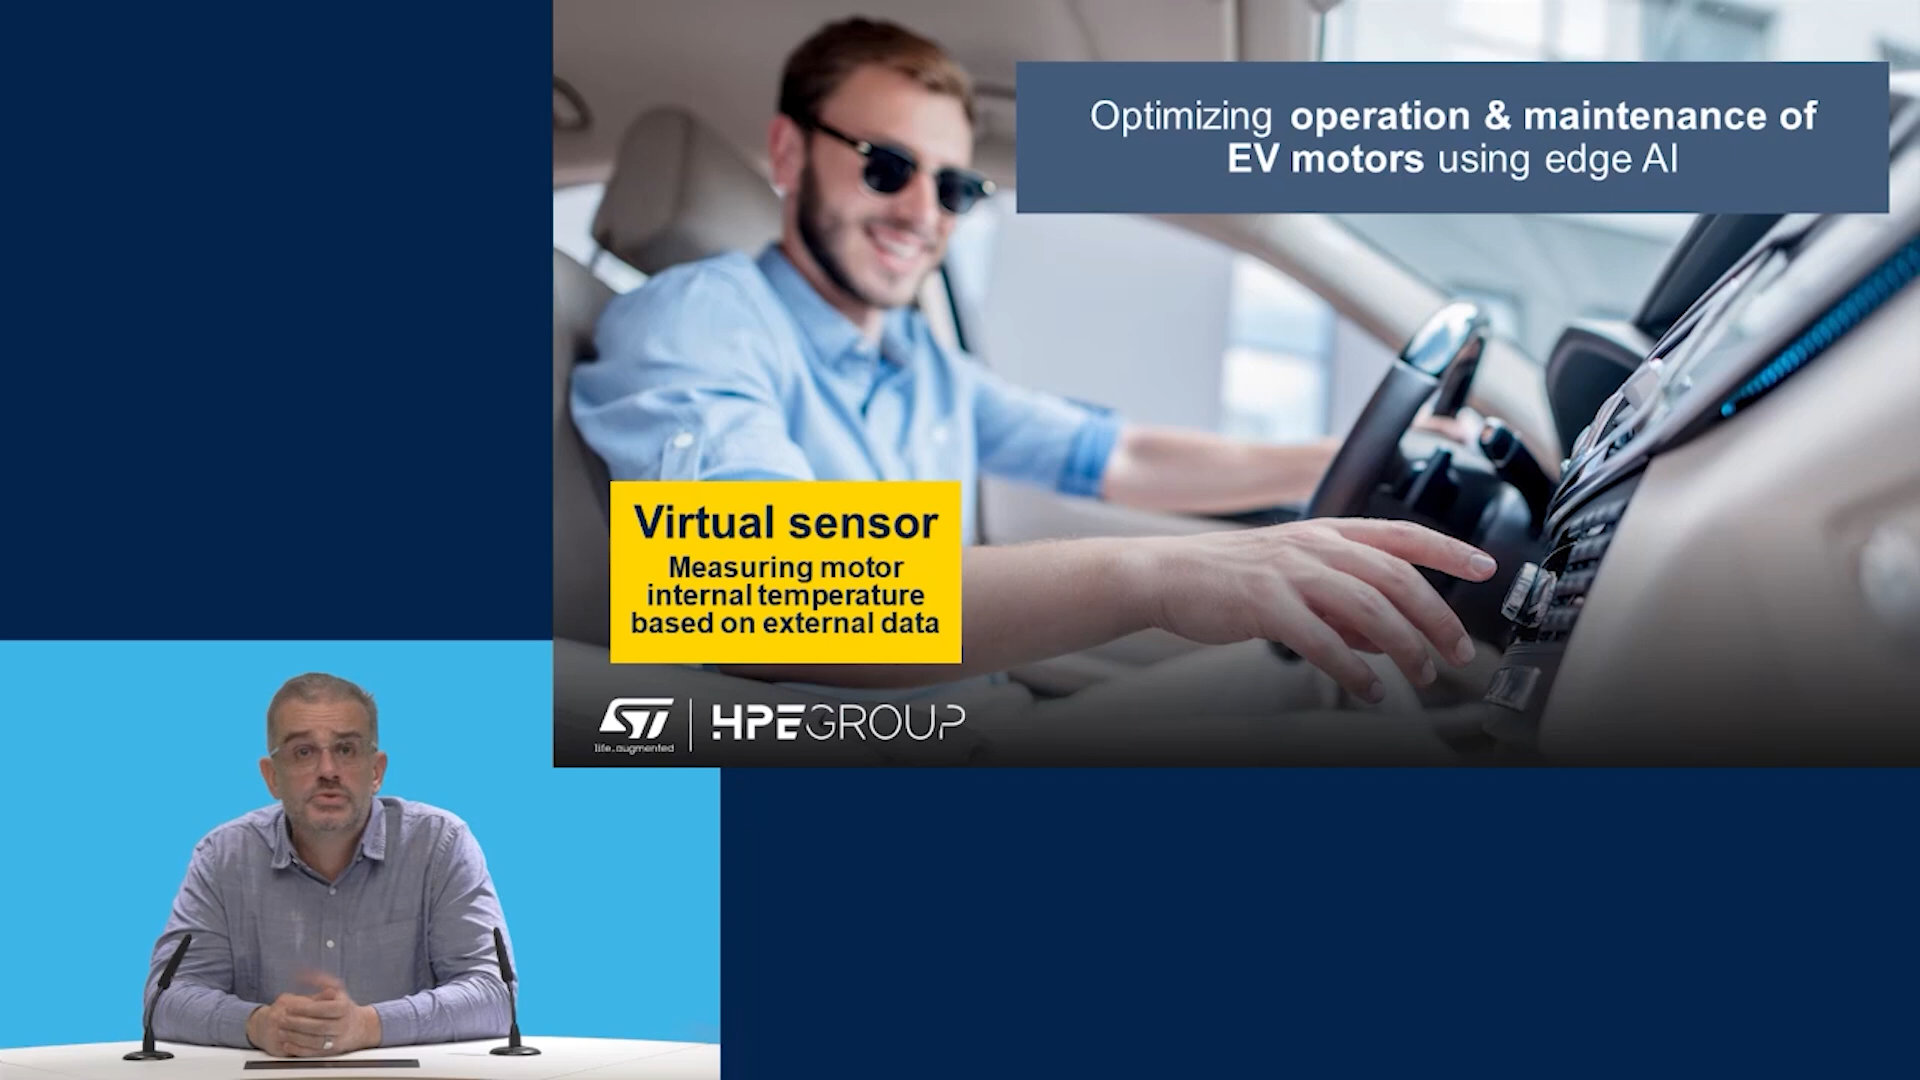 Optimizing operation & maintenance of
EV motors using edge AI
Virtual sensor
Measuring motor
internal temperature
based on external data
ST
life.augmented
HPEGROUP